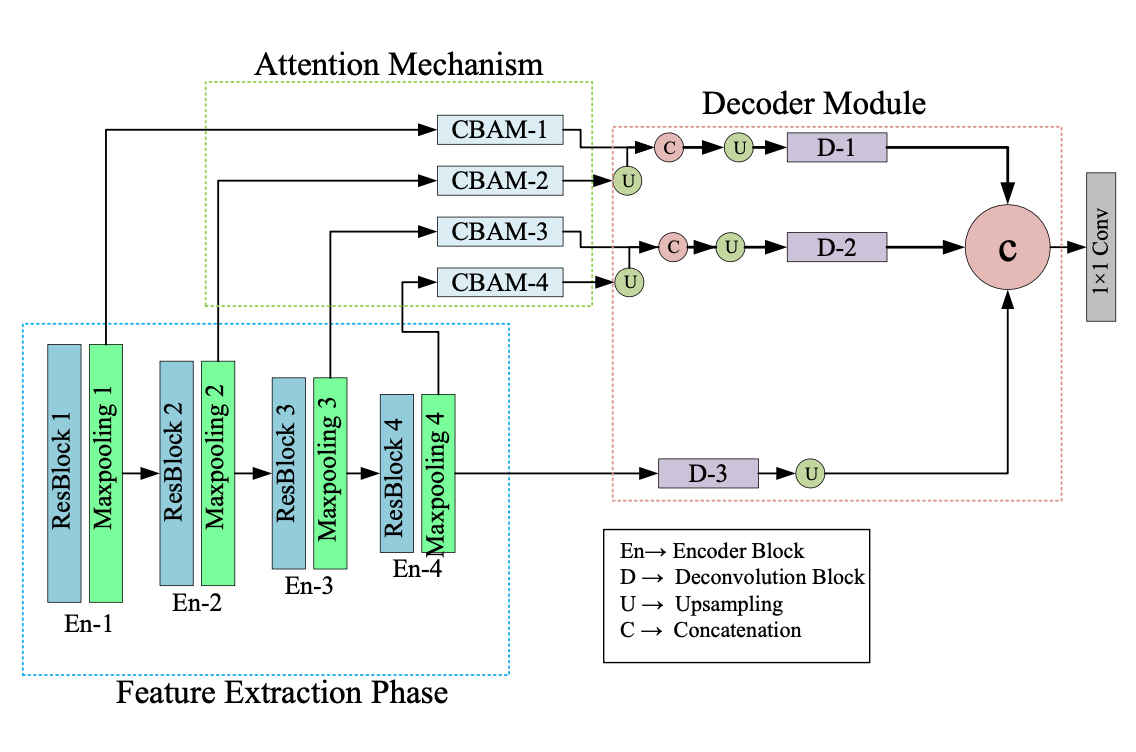 Attention Mechanism
Decoder Module
CBAM-1
CBAM-2
CBAM-3
CBAM-4
C
U
D-1
U
C
U
D-2
U
C
1×1 Conv
ResBlock 1
Maxpooling 1
ResBlock 2
Maxpooling 2
ResBlock 3
Maxpooling 3
ResBlock 4
Maxpooling 4
D-3
U
En-1
En-2
En-3
En-4
Feature Extraction Phase
En→ Encoder Block
D → Deconvolution Block
U → Upsampling
C → Concatenation